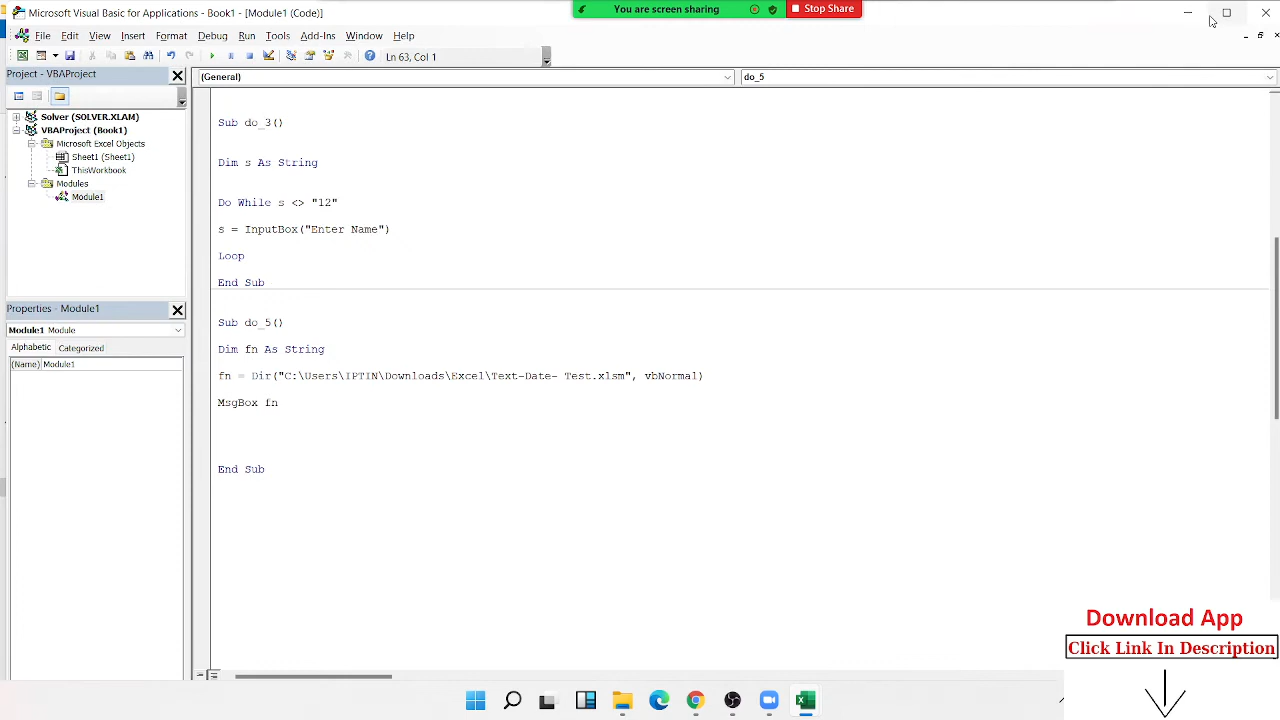 Microsoft Visual Basic for Applications - Book1 - [Module1 (Code)]
You are screen sharing
Stop Share
File Edit View Insert Format Debug Run Tools Add-Ins Window Help
Ln 63, Col 1
Project - VBAProject
(General)
do_5
Solver (SOLVER.XLAM)
VBAProject (Book1)
Microsoft Excel Objects
Sheet1 (Sheet1)
ThisWorkbook
Modules
Module1
Properties - Module1
Module1 Module
Alphabetic Categorized
(Name) Module1
Sub do_3()
Dim s As String
Do While s <> "12"
s = InputBox("Enter Name")
Loop
End Sub
Sub do_5()
Dim fn As String
fn = Dir("C:\Users\IPTIN\Downloads\Excel\Text-Date- Test.xlsm", vbNormal)
MsgBox fn
End Sub
Download App
Click Link In Description